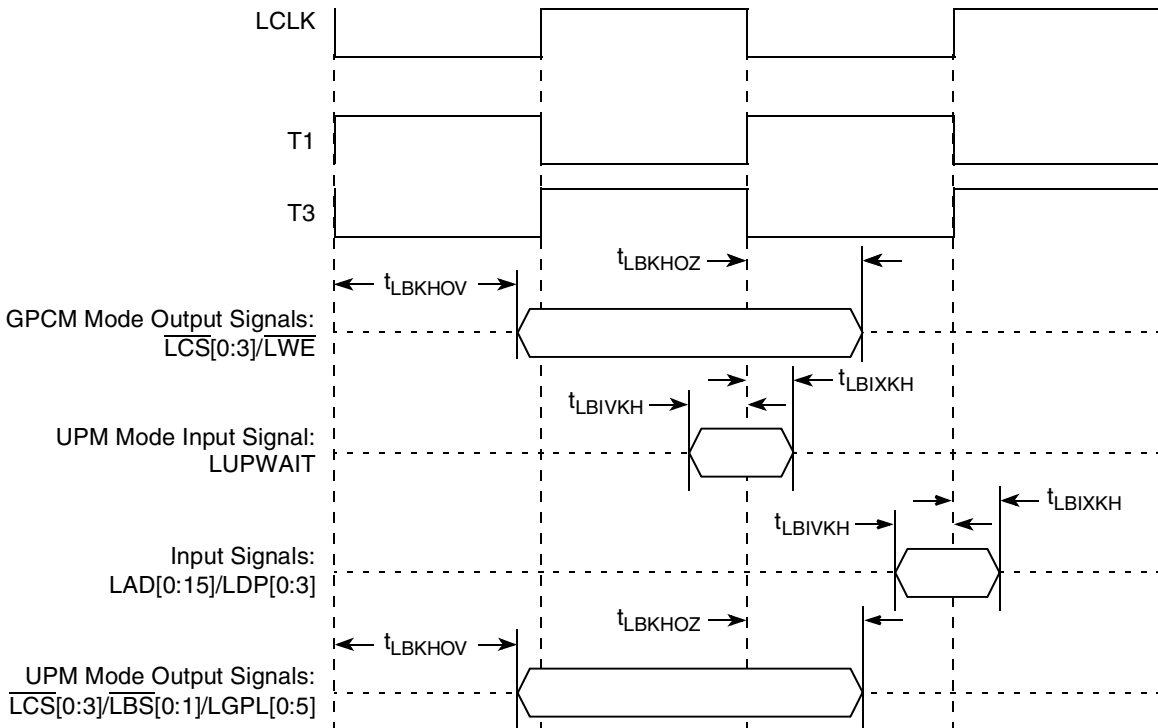 LCLK
T1
T3
tLBKHOZ
tLBKHOV
GPCM Mode Output Signals:
LCS[0:3]/LWE
tLBIXKH
tLBIVKH
UPM Mode Input Signal:
LUPWAIT
tLBIXKH
tLBIVKH
Input Signals:
LAD[0:15]/LDP[0:3]
tLBKHOZ
tLBKHOV
UPM Mode Output Signals:
LCS[0:3]/LBS[0:1]/LGPL[0:5]